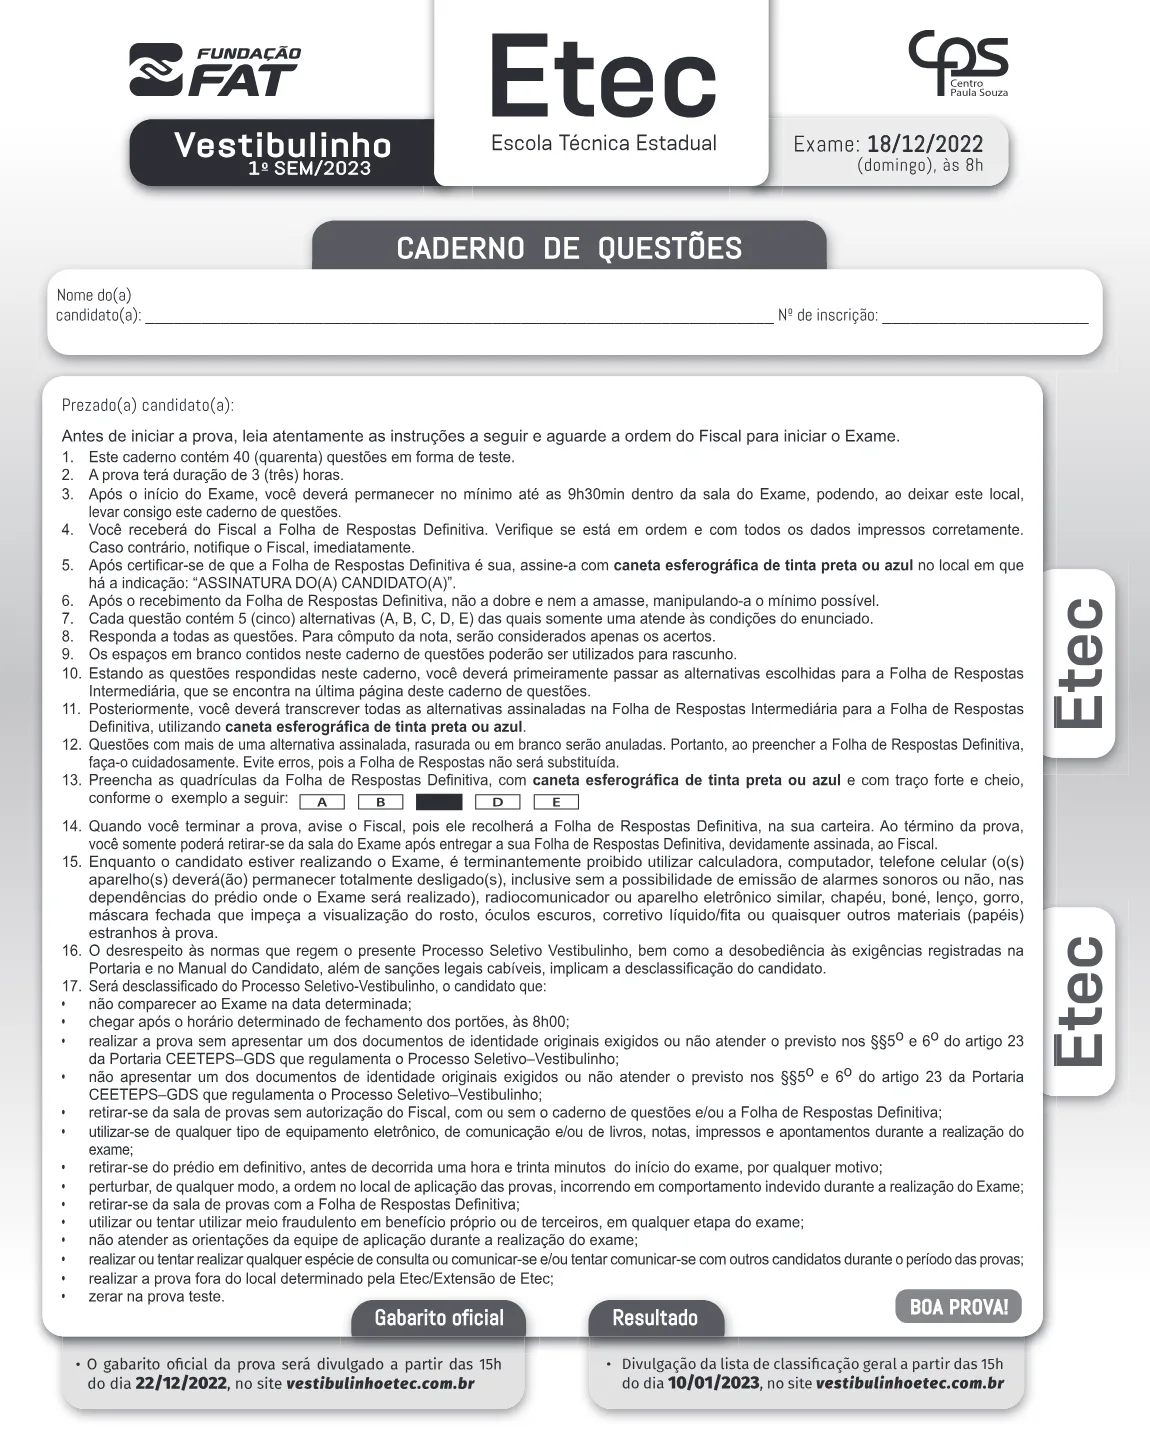 FUNDAÇÃO
FAT
Etec
Escola Técnica Estadual
cps
Centro
Paula Souza
Vestibulinho
1º SEM/2023
Exame: 18/12/2022
(domingo), às 8h
CADERNO DE QUESTÕES
Nome do(a)
candidato(a): Nº de inscrição:
Prezado(a) candidato(a):
Antes de iniciar a prova, leia atentamente as instruções a seguir e aguarde a ordem do Fiscal para iniciar o Exame.
1. Este caderno contém 40 (quarenta) questões em forma de teste.
2. A prova terá duração de 3 (três) horas.
3. Após o início do Exame, você deverá permanecer no mínimo até as 9h30min dentro da sala do Exame, podendo, ao deixar este local,
levar consigo este caderno de questões.
4. Você receberá do Fiscal a Folha de Respostas Definitiva. Verifique se está em ordem e com todos os dados impressos corretamente.
Caso contrário, notifique o Fiscal, imediatamente.
5. Após certificar-se de que a Folha de Respostas Definitiva é sua, assine-a com caneta esferográfica de tinta preta ou azul no local em que
há a indicação: “ASSINATURA DO(A) CANDIDATO(A)”.
6. Após o recebimento da Folha de Respostas Definitiva, não a dobre e nem a amasse, manipulando-a o mínimo possível.
7. Cada questão contém 5 (cinco) alternativas (A, B, C, D, E) das quais somente uma atende às condições do enunciado.
8. Responda a todas as questões. Para cômputo da nota, serão considerados apenas os acertos.
9. Os espaços em branco contidos neste caderno de questões poderão ser utilizados para rascunho.
10. Estando as questões respondidas neste caderno, você deverá primeiramente passar as alternativas escolhidas para a Folha de Respostas
Intermediária, que se encontra na última página deste caderno de questões.
11. Posteriormente, você deverá transcrever todas as alternativas assinaladas na Folha de Respostas Intermediária para a Folha de Respostas
Definitiva, utilizando caneta esferográfica de tinta preta ou azul.
12. Questões com mais de uma alternativa assinalada, rasurada ou em branco serão anuladas. Portanto, ao preencher a Folha de Respostas Definitiva,
faça-o cuidadosamente. Evite erros, pois a Folha de Respostas não será substituída.
13. Preencha as quadrículas da Folha de Respostas Definitiva, com caneta esferográfica de tinta preta ou azul e com traço forte e cheio,
conforme o exemplo a seguir: A B D E
14. Quando você terminar a prova, avise o Fiscal, pois ele recolherá a Folha de Respostas Definitiva, na sua carteira. Ao término da prova,
você somente poderá retirar-se da sala do Exame após entregar a sua Folha de Respostas Definitiva, devidamente assinada, ao Fiscal.
15. Enquanto o candidato estiver realizando o Exame, é terminantemente proibido utilizar calculadora, computador, telefone celular (o(s)
aparelho(s) deverá(ão) permanecer totalmente desligado(s), inclusive sem a possibilidade de emissão de alarmes sonoros ou não, nas
dependências do prédio onde o Exame será realizado), radiocomunicador ou aparelho eletrônico similar, chapéu, boné, lenço, gorro,
máscara fechada que impeça a visualização do rosto, óculos escuros, corretivo líquido/fita ou quaisquer outros materiais (papéis)
estranhos à prova.
16. O desrespeito às normas que regem o presente Processo Seletivo Vestibulinho, bem como a desobediência às exigências registradas na
Portaria e no Manual do Candidato, além de sanções legais cabíveis, implicam a desclassificação do candidato.
17. Será desclassificado do Processo Seletivo-Vestibulinho, o candidato que:
• não comparecer ao Exame na data determinada;
• chegar após o horário determinado de fechamento dos portões, às 8h00;
• realizar a prova sem apresentar um dos documentos de identidade originais exigidos ou não atender o previsto nos §§5º e 6º do artigo 23
da Portaria CEETEPS–GDS que regulamenta o Processo Seletivo–Vestibulinho;
• não apresentar um dos documentos de identidade originais exigidos ou não atender o previsto nos §§5º e 6º do artigo 23 da Portaria
CEETEPS–GDS que regulamenta o Processo Seletivo–Vestibulinho;
• retirar-se da sala de provas sem autorização do Fiscal, com ou sem o caderno de questões e/ou a Folha de Respostas Definitiva;
• utilizar-se de qualquer tipo de equipamento eletrônico, de comunicação e/ou de livros, notas, impressos e apontamentos durante a realização do
exame;
• retirar-se do prédio em definitivo, antes de decorrida uma hora e trinta minutos do início do exame, por qualquer motivo;
• perturbar, de qualquer modo, a ordem no local de aplicação das provas, incorrendo em comportamento indevido durante a realização do Exame;
• retirar-se da sala de provas com a Folha de Respostas Definitiva;
• utilizar ou tentar utilizar meio fraudulento em benefício próprio ou de terceiros, em qualquer etapa do exame;
• não atender as orientações da equipe de aplicação durante a realização do exame;
• realizar ou tentar realizar qualquer espécie de consulta ou comunicar-se e/ou tentar comunicar-se com outros candidatos durante o período das provas;
• realizar a prova fora do local determinado pela Etec/Extensão de Etec;
• zerar na prova teste.
BOA PROVA!
Etec
Etec
Gabarito oficial
• O gabarito oficial da prova será divulgado a partir das 15h
do dia 22/12/2022, no site vestibulinhoetec.com.br
Resultado
• Divulgação da lista de classificação geral a partir das 15h
do dia 10/01/2023, no site vestibulinhoetec.com.br